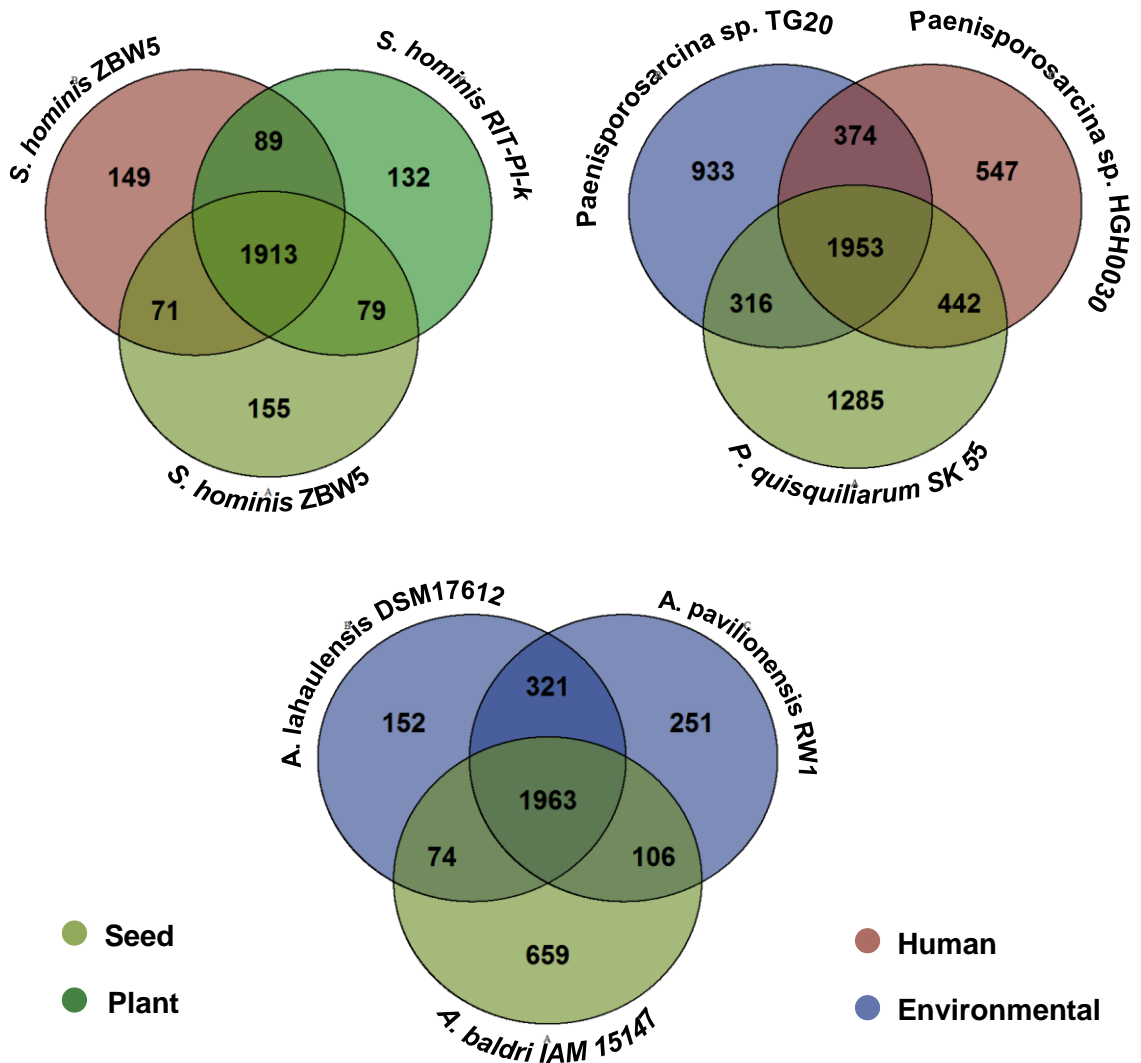 S. hominis ZBW5
B
S. hominis RIT-PI-k
C
149
89
132
1913
71
79
155
S. hominis ZBW5
A
Paenisporosarcina sp. TG20
Paenisporosarcina sp. HGH0030
933
374
547
1953
316
442
1285
P. quisquiliarum SK 55
A
A. lahaulensis DSM17612
B
A. pavilionensis RW1
C
152
321
251
1963
74
106
659
A. baldri IAM 15147
A
Seed
Plant
Human
Environmental